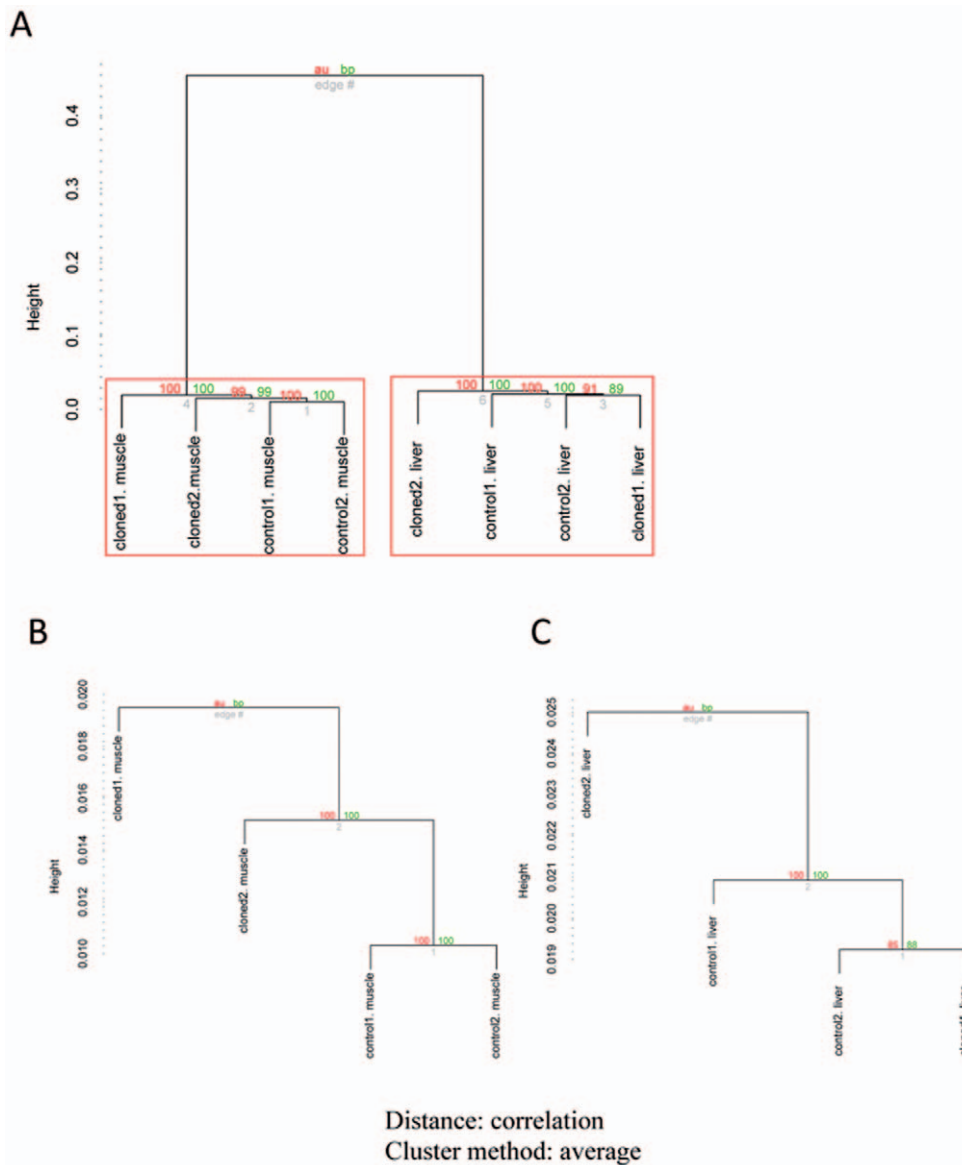 A
au bp
edge #
0.4
0.3
0.2
0.1
0.0
Height
100 100 99 99 100 100
4 2 1
100 100 100 100 91 89
6 5 3
cloned1. muscle
cloned2.muscle
control1. muscle
control2. muscle
cloned2. liver
control1. liver
control2. liver
cloned1. liver
B
0.020
0.018
0.016
0.014
0.012
0.010
Height
au bp
edge #
100 100
2
100 100
1
cloned1. muscle
cloned2. muscle
control1. muscle
control2. muscle
C
0.025
0.024
0.023
0.022
0.021
0.020
0.019
Height
au bp
edge #
100 100
2
85 88
1
cloned2. liver
control1. liver
control2. liver
Distance: correlation
Cluster method: average